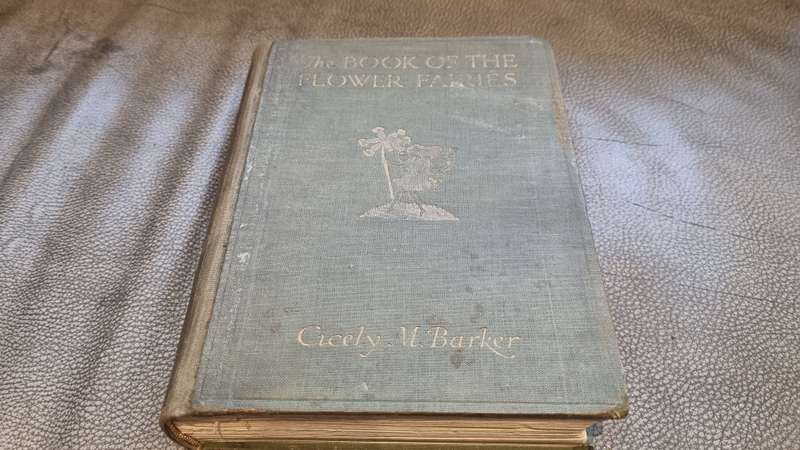 The BOOK OF THE
FLOWER FAIRIES
Cicely M. Barker